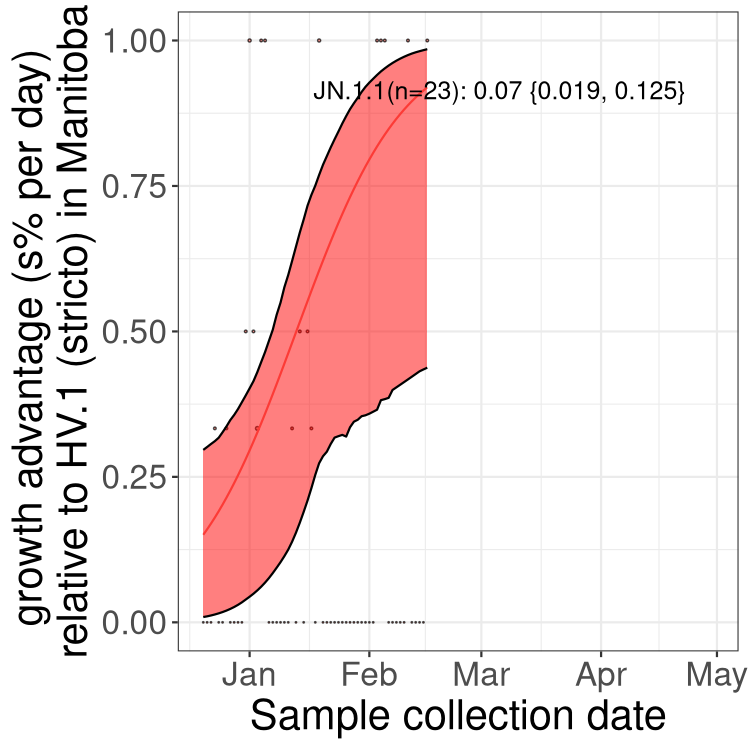 growth advantage (s% per day)
relative to HV.1 (stricto) in Manitoba
1.00
0.75
0.50
0.25
0.00
JN.1.1(n=23): 0.07 {0.019, 0.125}
Jan Feb Mar Apr May
Sample collection date